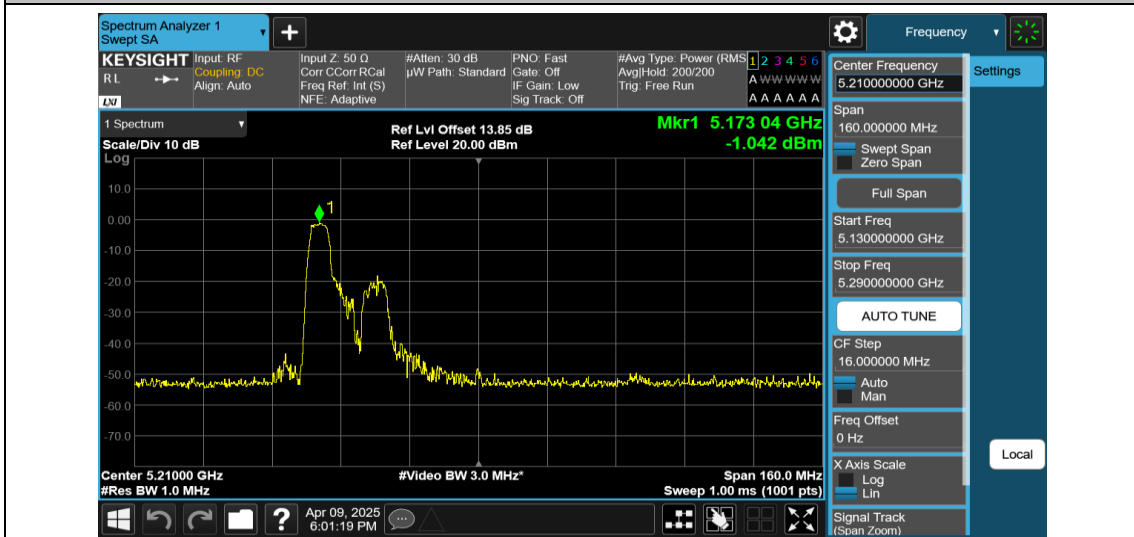 Spectrum Analyzer 1
Swept SA
Frequency
KEYSIGHT
RL
LXI
Input: RF
Coupling: DC
Align: Auto
Input Z: 50 Ω
Corr CCorr RCal
Freq Ref: Int (S)
NFE: Adaptive
#Atten: 30 dB
µW Path: Standard
PNO: Fast
Gate: Off
IF Gain: Low
Sig Track: Off
#Avg Type: Power (RMS
Avg|Hold: 200/200
Trig: Free Run
1 2 3 4 5 6
A W W W W W
A A A A A A
1 Spectrum
Scale/Div 10 dB
Ref Lvl Offset 13.85 dB
Ref Level 20.00 dBm
Mkr1 5.173 04 GHz
-1.042 dBm
Log
10.0
0.00
-10.0
-20.0
-30.0
-40.0
-50.0
-60.0
-70.0
1
Center 5.21000 GHz
#Res BW 1.0 MHz
#Video BW 3.0 MHz*
Span 160.0 MHz
Sweep 1.00 ms (1001 pts)
Center Frequency
5.210000000 GHz
Settings
Span
160.000000 MHz
Swept Span
Zero Span
Full Span
Start Freq
5.130000000 GHz
Stop Freq
5.290000000 GHz
AUTO TUNE
CF Step
16.000000 MHz
Auto
Man
Freq Offset
0 Hz
X Axis Scale
Log
Lin
Local
Signal Track
(Span Zoom)
?
Apr 09, 2025
6:01:19 PM